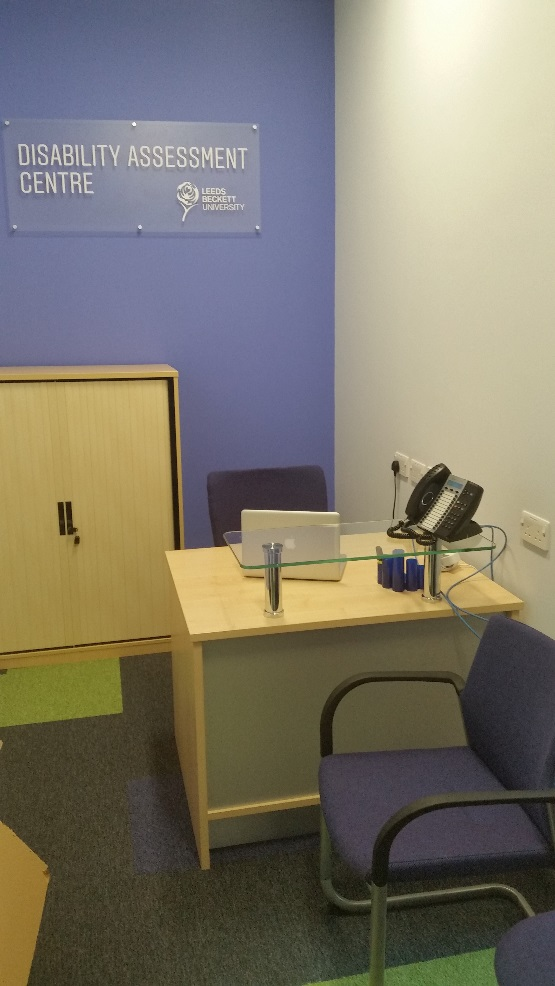 DISABILITY ASSESSMENT
CENTRE
LEEDS
BECKETT
UNIVERSITY